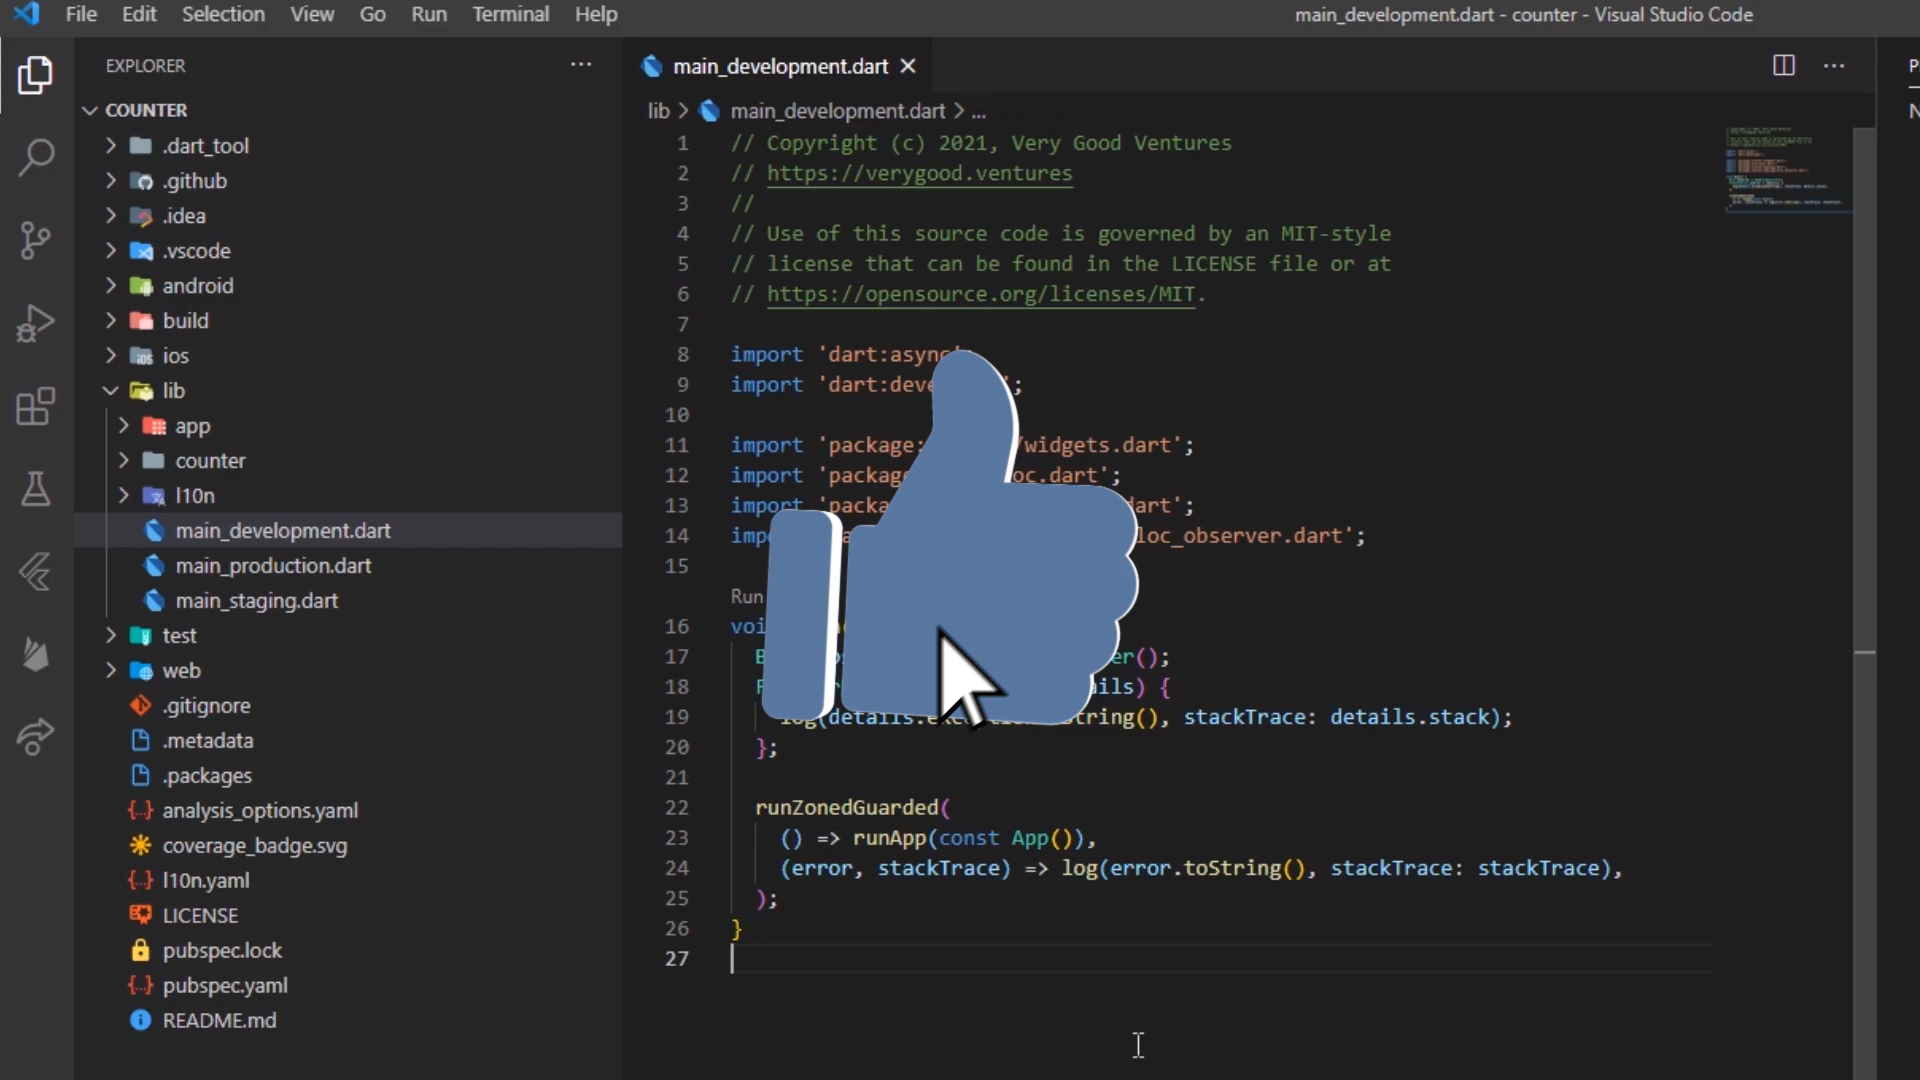 File Edit Selection View Go Run Terminal Help
main_development.dart - counter - Visual Studio Code
EXPLORER
COUNTER
.dart_tool
.github
.idea
.vscode
android
build
ios
lib
app
counter
l10n
main_development.dart
main_production.dart
main_staging.dart
test
web
.gitignore
.metadata
.packages
analysis_options.yaml
coverage_badge.svg
l10n.yaml
LICENSE
pubspec.lock
pubspec.yaml
README.md
main_development.dart
lib > main_development.dart > ...
1 // Copyright (c) 2021, Very Good Ventures
2 // https://verygood.ventures
3 //
4 // Use of this source code is governed by an MIT-style
5 // license that can be found in the LICENSE file or at
6 // https://opensource.org/licenses/MIT.
7
8 import 'dart:async';
9 import 'dart:deve ';
10
11 import 'package: /widgets.dart';
12 import 'package oc.dart';
13 import 'packa dart';
14 imp loc_observer.dart';
15
Run
16 voi
17 B er();
18 ails) {
19 log(details. String(), stackTrace: details.stack);
20 };
21
22 runZonedGuarded(
23 () => runApp(const App()),
24 (error, stackTrace) => log(error.toString(), stackTrace: stackTrace),
25 );
26 }
27